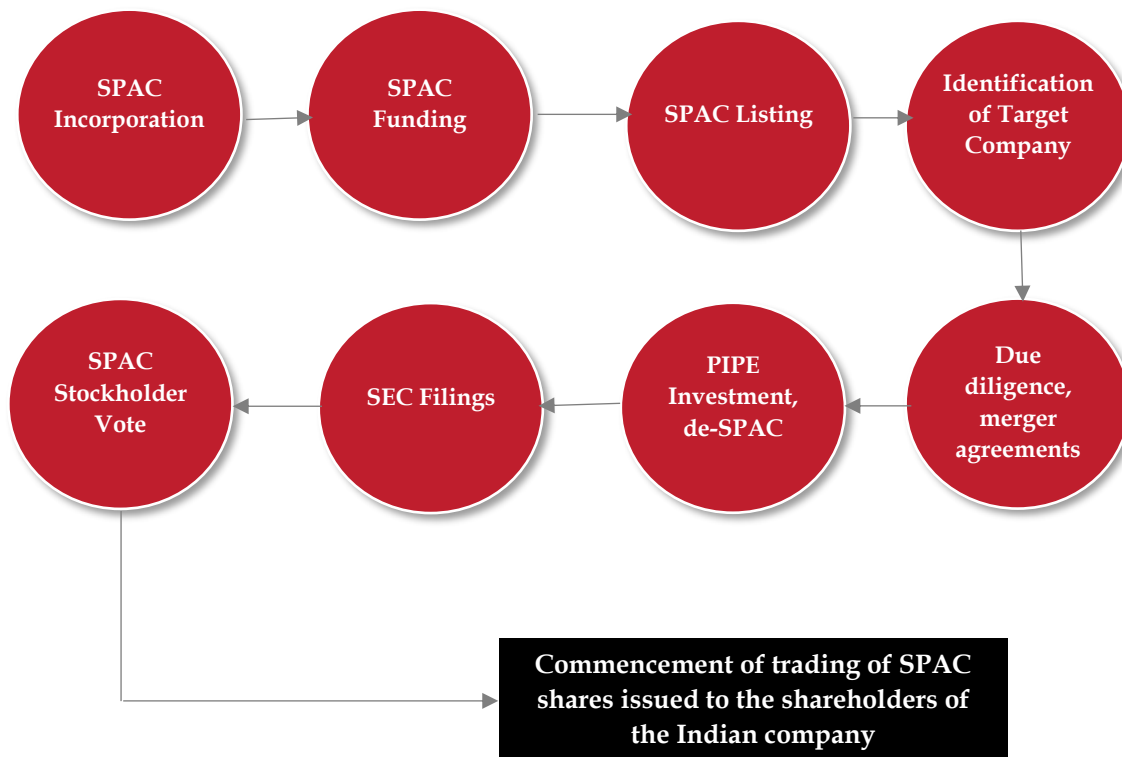 SPAC
Incorporation
SPAC
Funding
SPAC Listing
Identification
of Target
Company
Due
diligence,
merger
agreements
PIPE
Investment,
de-SPAC
SEC Filings
SPAC
Stockholder
Vote
Commencement of trading of SPAC
shares issued to the shareholders of
the Indian company